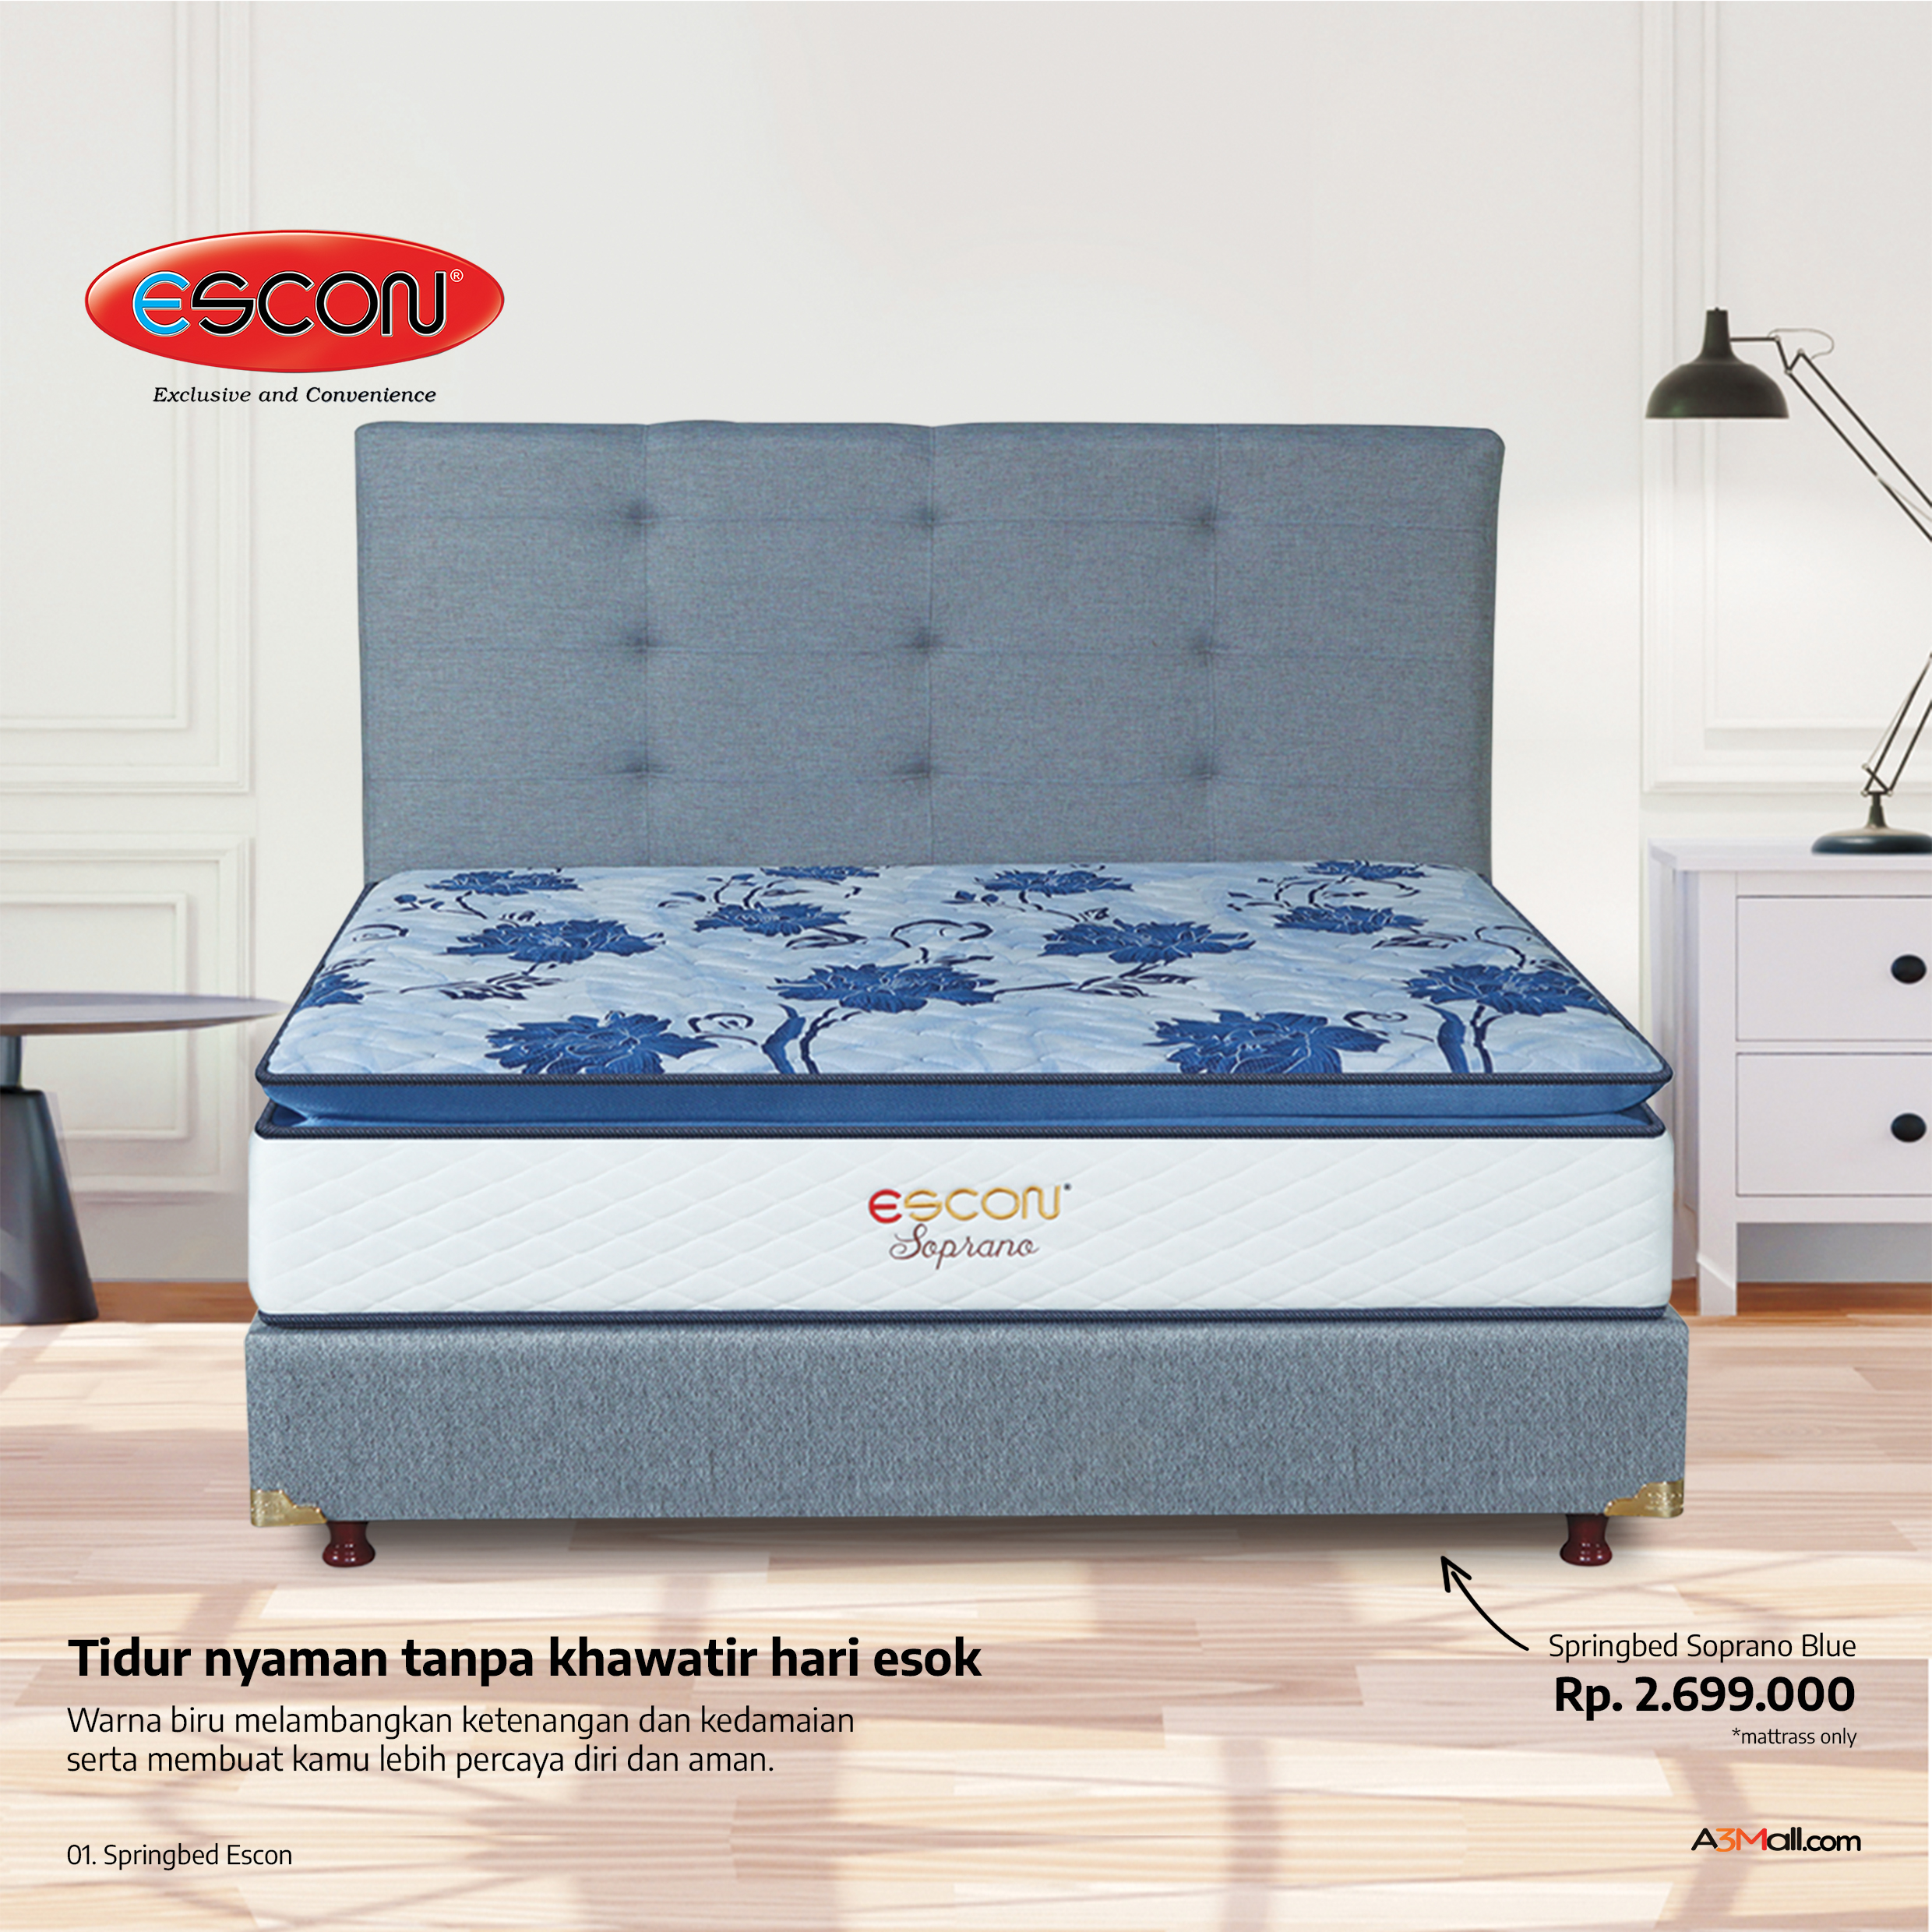 ESCON®
Exclusive and Convenience
ESCON®
Soprano
Tidur nyaman tanpa khawatir hari esok
Warna biru melambangkan ketenangan dan kedamaian
serta membuat kamu lebih percaya diri dan aman.
Springbed Soprano Blue
Rp. 2.699.000
*mattrass only
01. Springbed Escon
A3Mall.com